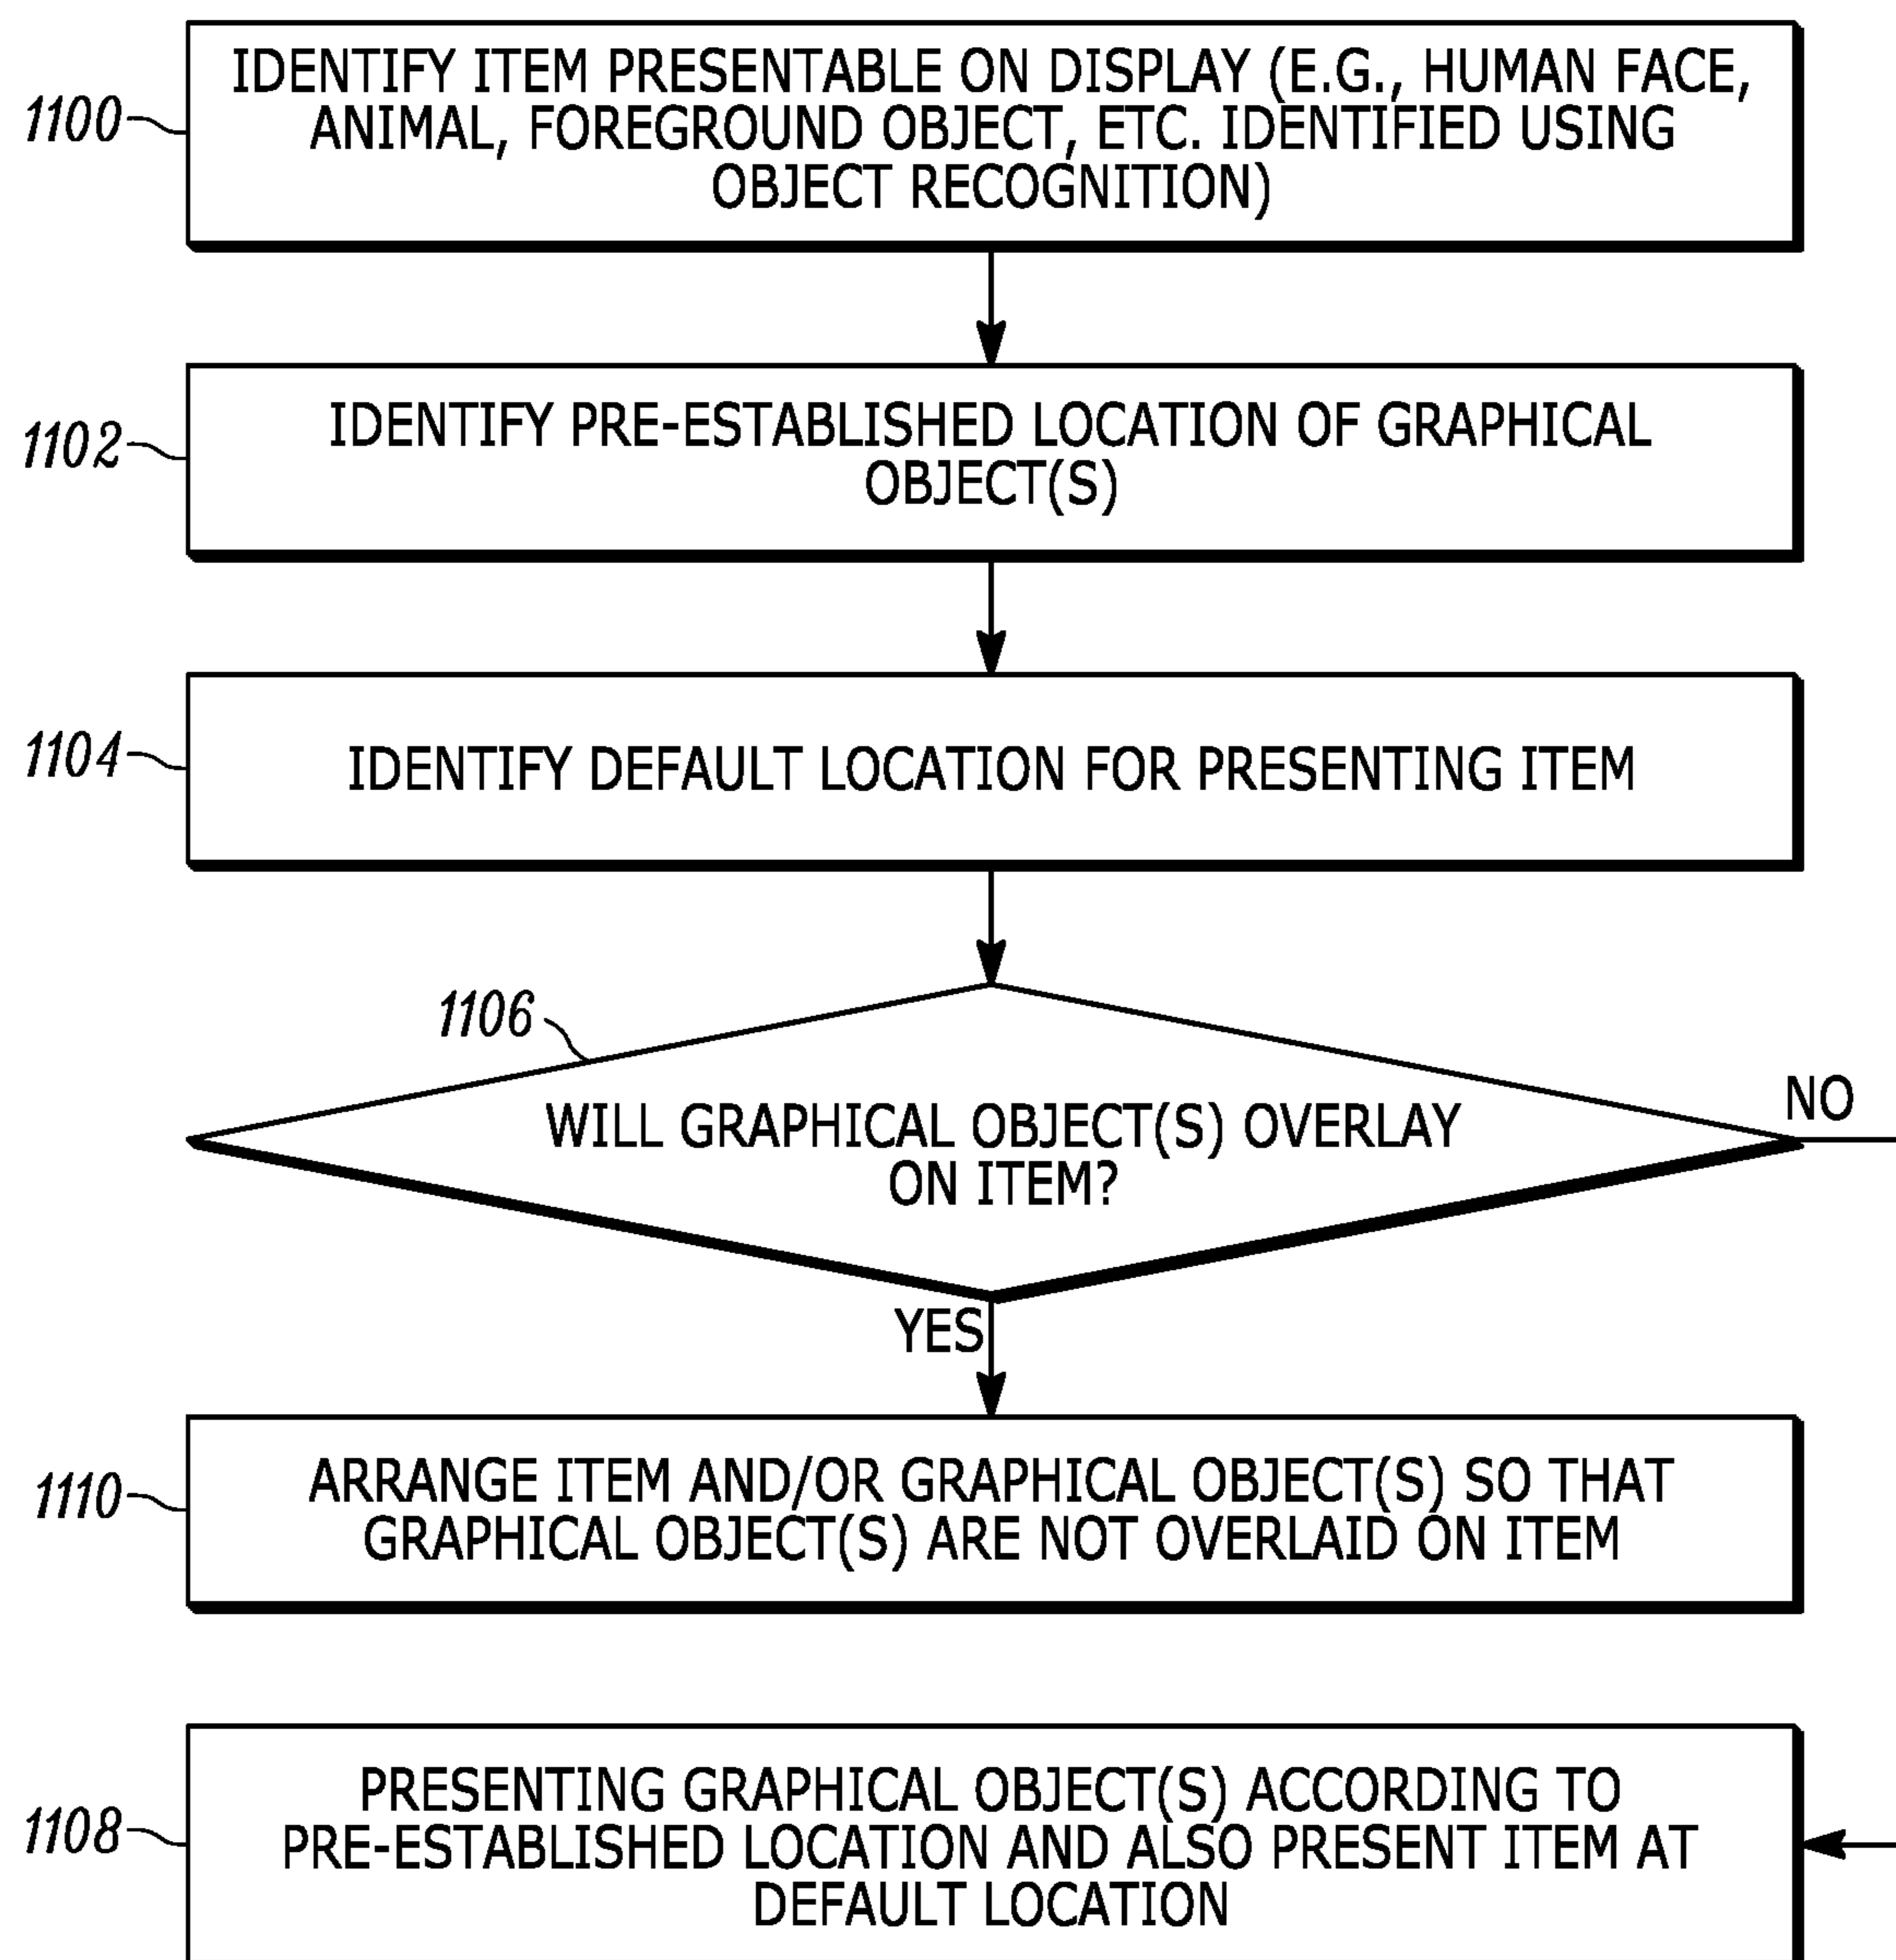 1100
IDENTIFY ITEM PRESENTABLE ON DISPLAY (E.G., HUMAN FACE,
ANIMAL, FOREGROUND OBJECT, ETC. IDENTIFIED USING
OBJECT RECOGNITION)
1102
IDENTIFY PRE-ESTABLISHED LOCATION OF GRAPHICAL
OBJECT(S)
1104
IDENTIFY DEFAULT LOCATION FOR PRESENTING ITEM
1106
WILL GRAPHICAL OBJECT(S) OVERLAY
ON ITEM?
NO
YES
1110
ARRANGE ITEM AND/OR GRAPHICAL OBJECT(S) SO THAT
GRAPHICAL OBJECT(S) ARE NOT OVERLAID ON ITEM
1108
PRESENTING GRAPHICAL OBJECT(S) ACCORDING TO
PRE-ESTABLISHED LOCATION AND ALSO PRESENT ITEM AT
DEFAULT LOCATION